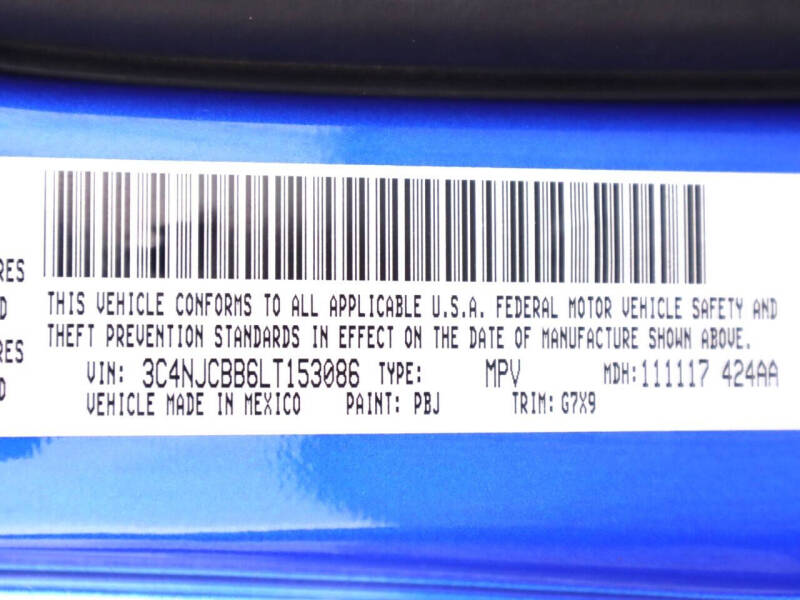 THIS VEHICLE CONFORMS TO ALL APPLICABLE U.S.A. FEDERAL MOTOR VEHICLE SAFETY AND
RES
D
THEFT PREVENTION STANDARDS IN EFFECT ON THE DATE OF MANUFACTURE SHOWN ABOVE.
RES
VIN: 3C4NJCBB6LT153086 TYPE: MPV MDH: 111117 424AA
D
VEHICLE MADE IN MEXICO PAINT: PBJ TRIM: G7X9